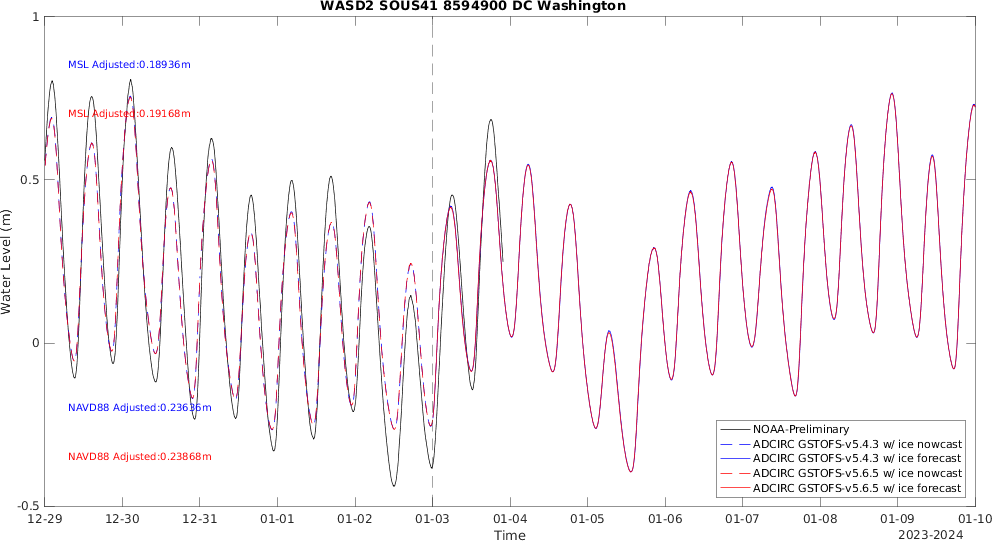 WASD2 SOUS41 8594900 DC Washington
1
0.5
0
-0.5
Water Level (m)
MSL Adjusted:0.18936m
MSL Adjusted:0.19168m
NAVD88 Adjusted:0.23636m
NAVD88 Adjusted:0.23868m
NOAA-Preliminary
ADCIRC GSTOFS-v5.4.3 w/ ice nowcast
ADCIRC GSTOFS-v5.4.3 w/ ice forecast
ADCIRC GSTOFS-v5.6.5 w/ ice nowcast
ADCIRC GSTOFS-v5.6.5 w/ ice forecast
12-29 12-30 12-31 01-01 01-02 01-03 01-04 01-05 01-06 01-07 01-08 01-09 01-10
Time
2023-2024